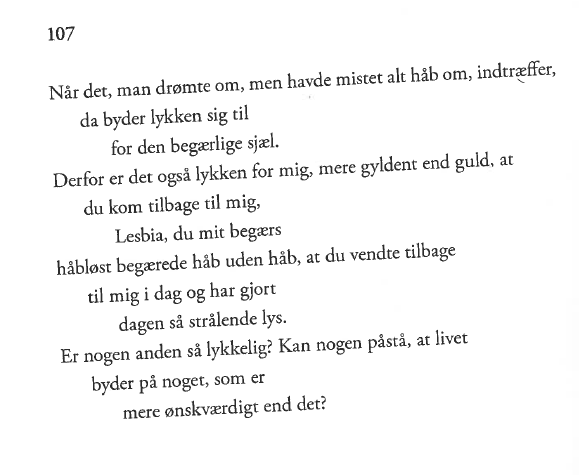 107
Når det, man drømte om, men havde mistet alt håb om, indtræffer,
da byder lykken sig til
for den begærlige sjæl.
Derfor er det også lykken for mig, mere gyldent end guld, at
du kom tilbage til mig,
Lesbia, du mit begærs
håbløst begærede håb uden håb, at du vendte tilbage
til mig i dag og har gjort
dagen så strålende lys.
Er nogen anden så lykkelig? Kan nogen påstå, at livet
byder på noget, som er
mere ønskværdigt end det?